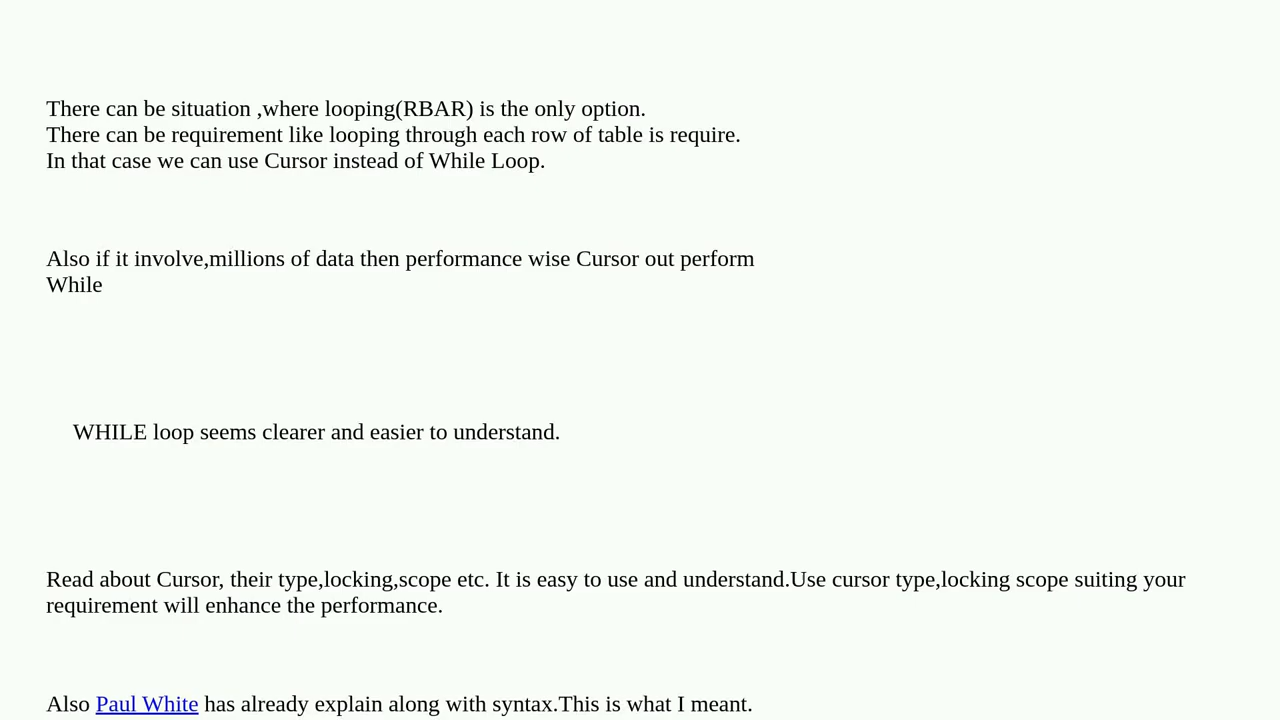 There can be situation ,where looping(RBAR) is the only option.
There can be requirement like looping through each row of table is require.
In that case we can use Cursor instead of While Loop.
Also if it involve,millions of data then performance wise Cursor out perform
While
WHILE loop seems clearer and easier to understand.
Read about Cursor, their type,locking,scope etc. It is easy to use and understand.Use cursor type,locking scope suiting your
requirement will enhance the performance.
Also Paul White has already explain along with syntax.This is what I meant.